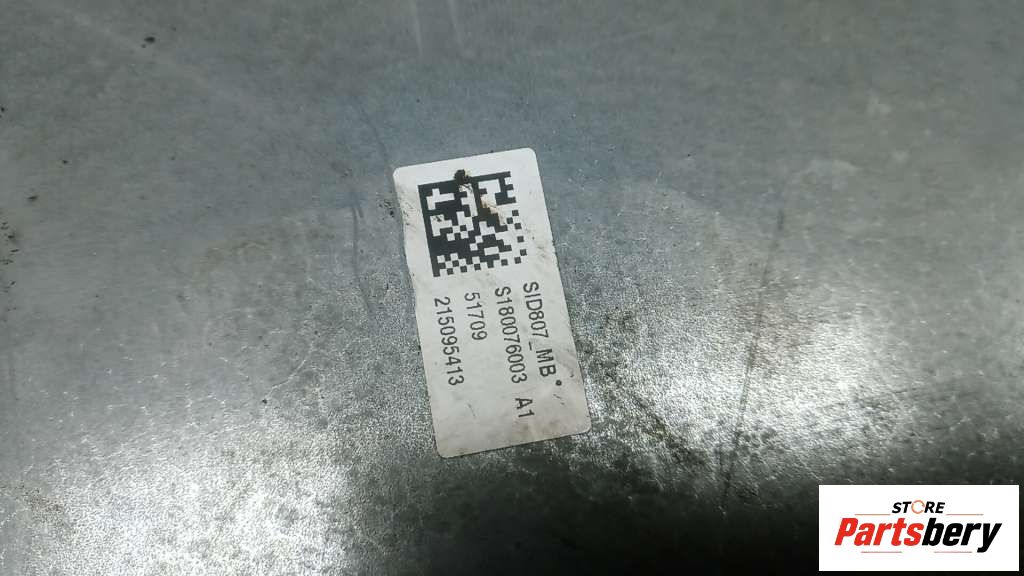 SID807_MB
S180076003 A1
51709
215095413
STORE
Partsbery